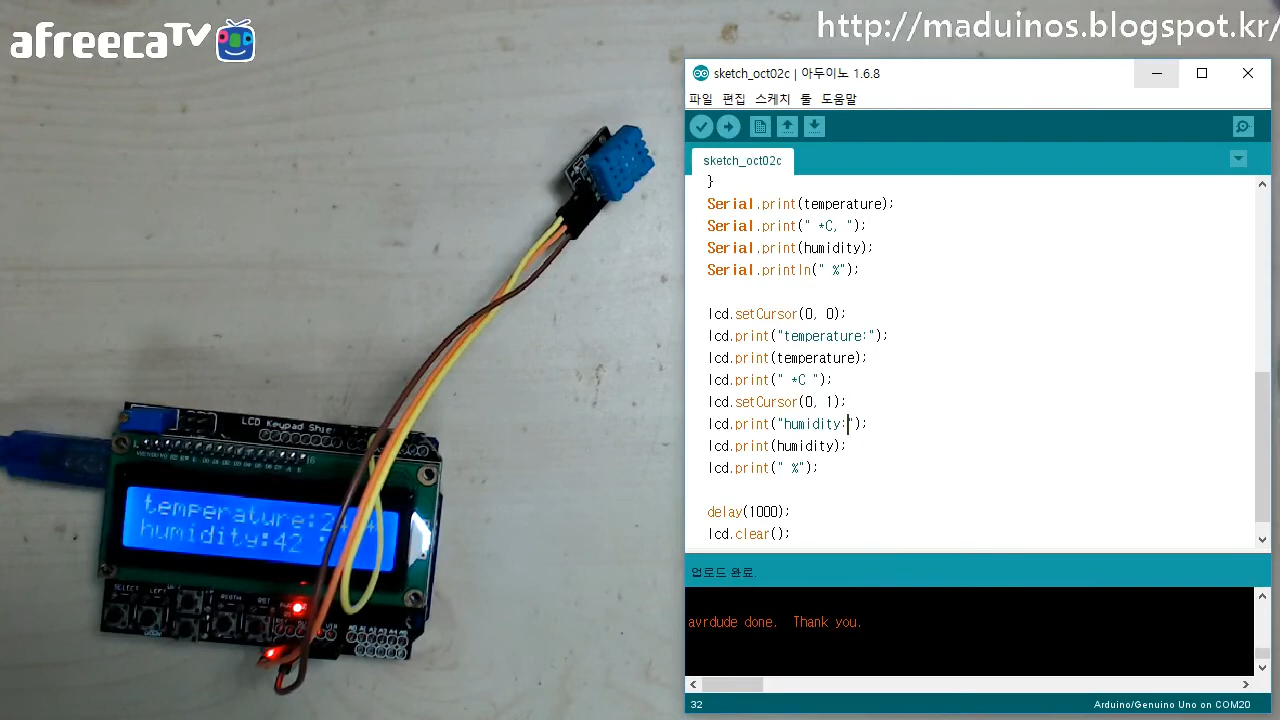 afreecaTV
http://maduinos.blogspot.kr/
sketch_oct02c | 아두이노 1.6.8
파일 편집 스케치 툴 도움말
sketch_oct02c
}
Serial.print(temperature);
Serial.print(" *C, ");
Serial.print(humidity);
Serial.println(" %");
lcd.setCursor(0, 0);
lcd.print("temperature:");
lcd.print(temperature);
lcd.print(" *C ");
lcd.setCursor(0, 1);
lcd.print("humidity:");
lcd.print(humidity);
lcd.print(" %");
delay(1000);
lcd.clear();
업로드 완료.
avrdude done.  Thank you.
32
Arduino/Genuino Uno on COM20
LCD Keypad Shie
temperature:24
humidity:42
SELECT
LEFT
RIGTH
RST